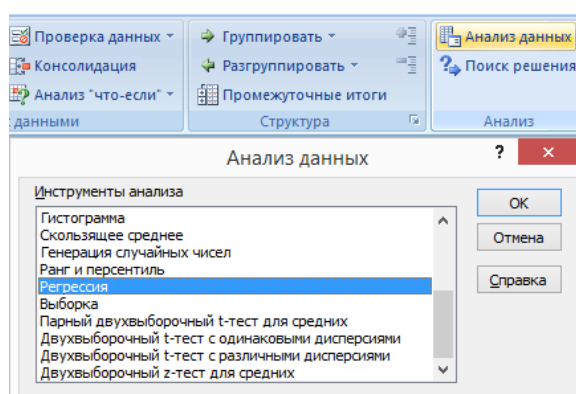 Проверка данных
Группировать
Анализ данных
Консолидация
Разгруппировать
Поиск решения
Анализ "что-если"
Промежуточные итоги
данными
Структура
Анализ
Анализ данных
? ×
Инструменты анализа
OK
Гистограмма
Скользящее среднее
Отмена
Генерация случайных чисел
Ранг и персентиль
Справка
Регрессия
Выборка
Парный двухвыборочный t-тест для средних
Двухвыборочный t-тест с одинаковыми дисперсиями
Двухвыборочный t-тест с различными дисперсиями
Двухвыборочный z-тест для средних